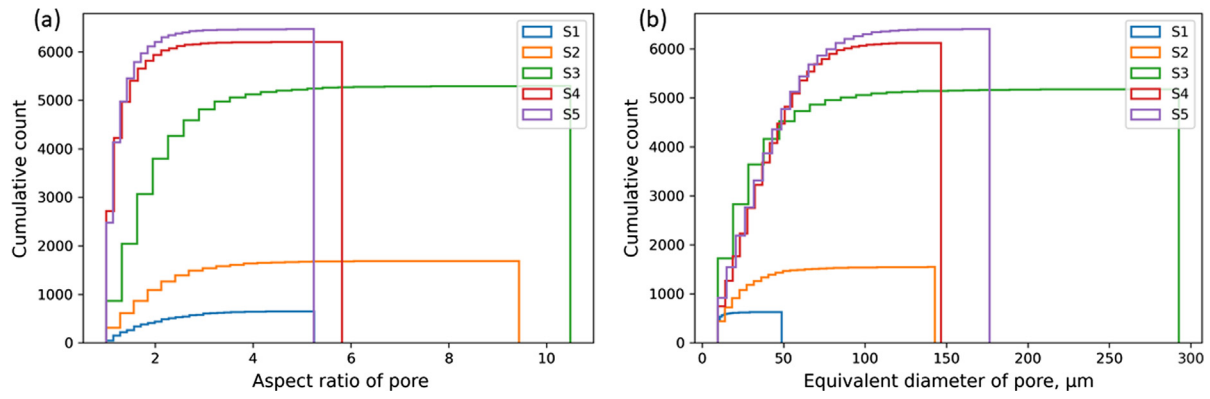 (a)
Cumulative count
6000
5000
4000
3000
2000
1000
0
2
4
6
8
10
Aspect ratio of pore
S1
S2
S3
S4
S5
(b)
Cumulative count
6000
5000
4000
3000
2000
1000
0
0
50
100
150
200
250
300
Equivalent diameter of pore, μm
S1
S2
S3
S4
S5